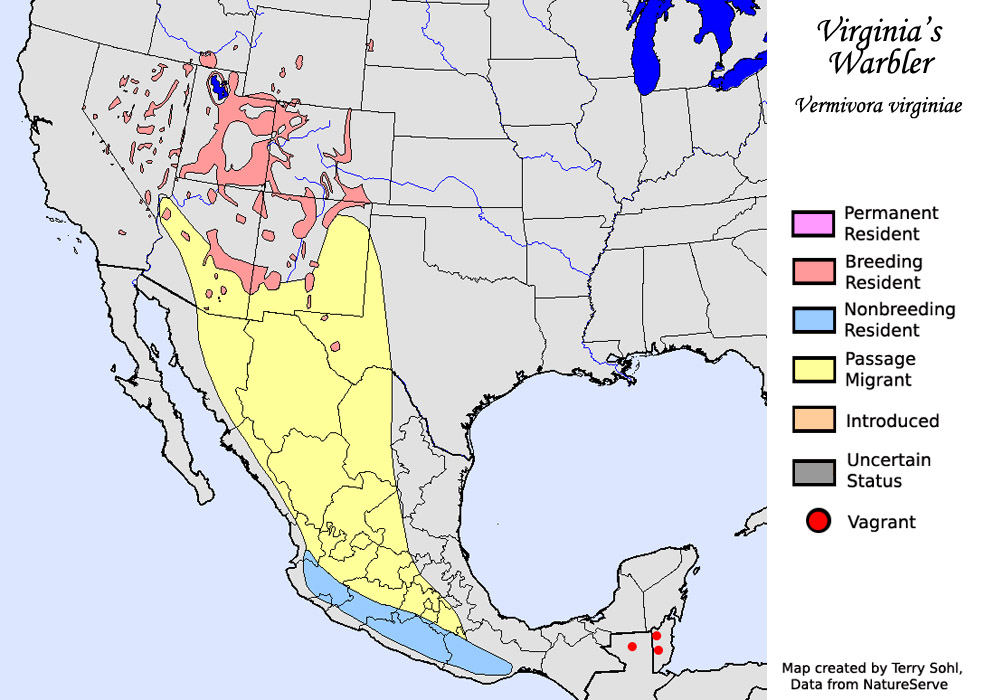 Virginia's
Warbler
Vermivora virginiae
Permanent
Resident
Breeding
Resident
Nonbreeding
Resident
Passage
Migrant
Introduced
Uncertain
Status
Vagrant
Map created by Terry Sohl,
Data from NatureServe